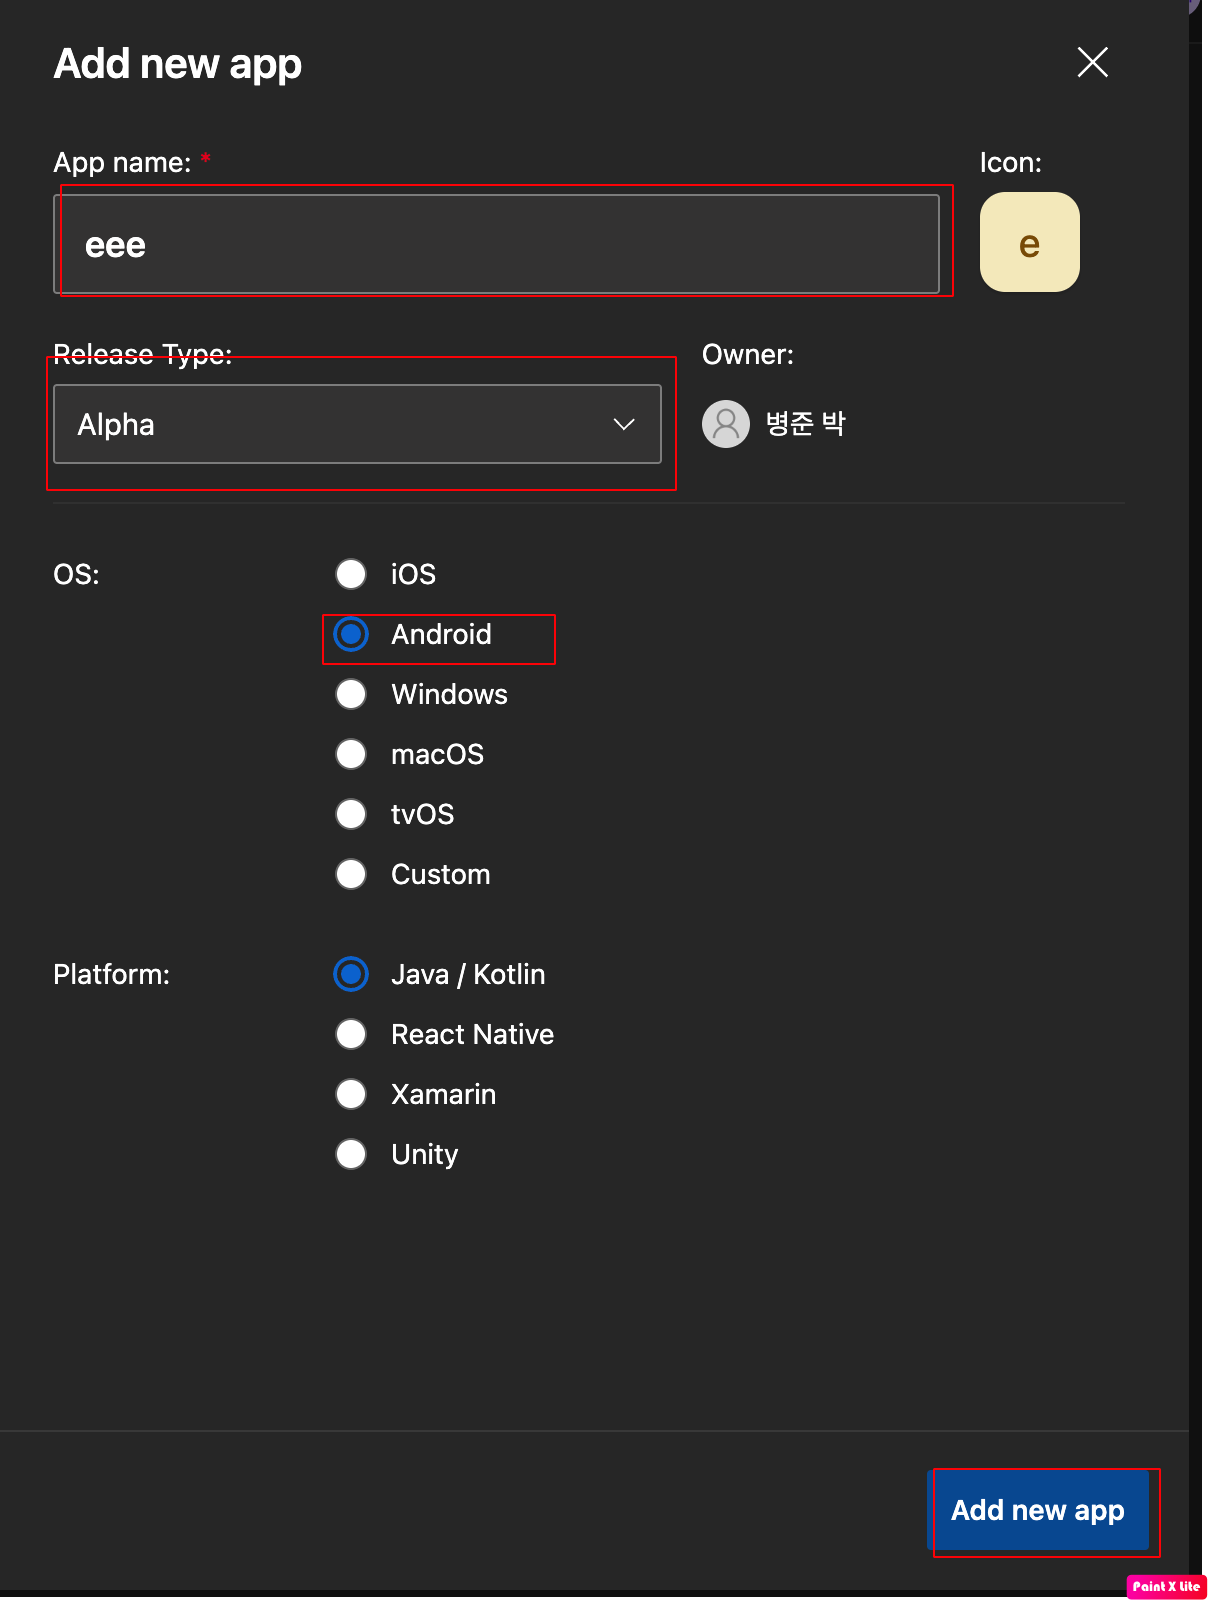 Add new app
App name: *
Icon:
eee
e
Release Type:
Owner:
Alpha
병준 박
OS:
iOS
Android
Windows
macOS
tvOS
Custom
Platform:
Java / Kotlin
React Native
Xamarin
Unity
Add new app
Paint X Lite